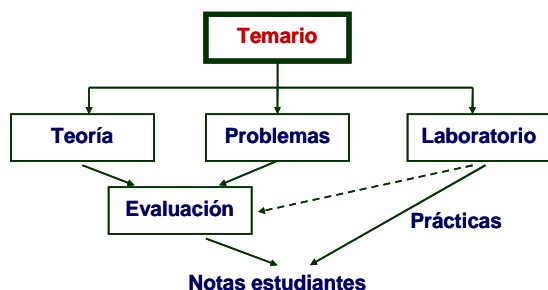 Temario
Teoría
Problemas
Laboratorio
Evaluación
Prácticas
Notas estudiantes